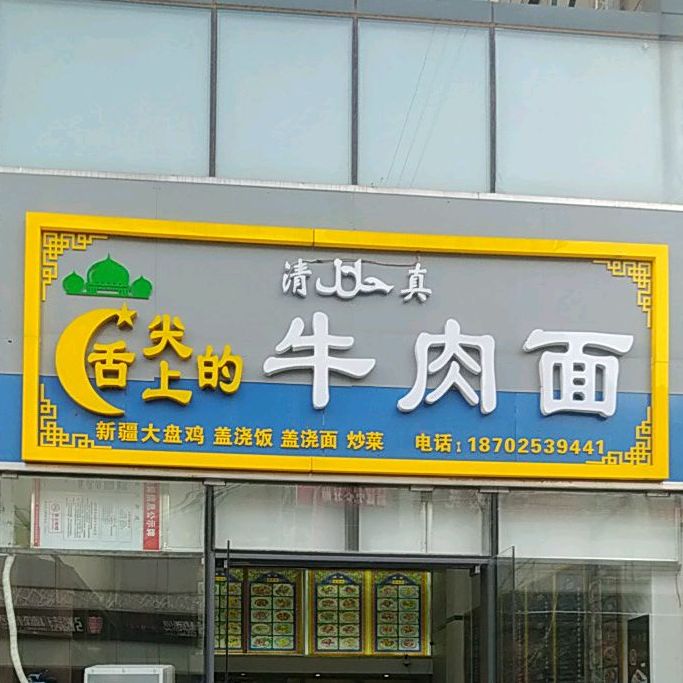 清 حلال 真
舌尖上的
牛肉面
新疆大盘鸡 盖浇饭 盖浇面 炒菜 电话:18702539441